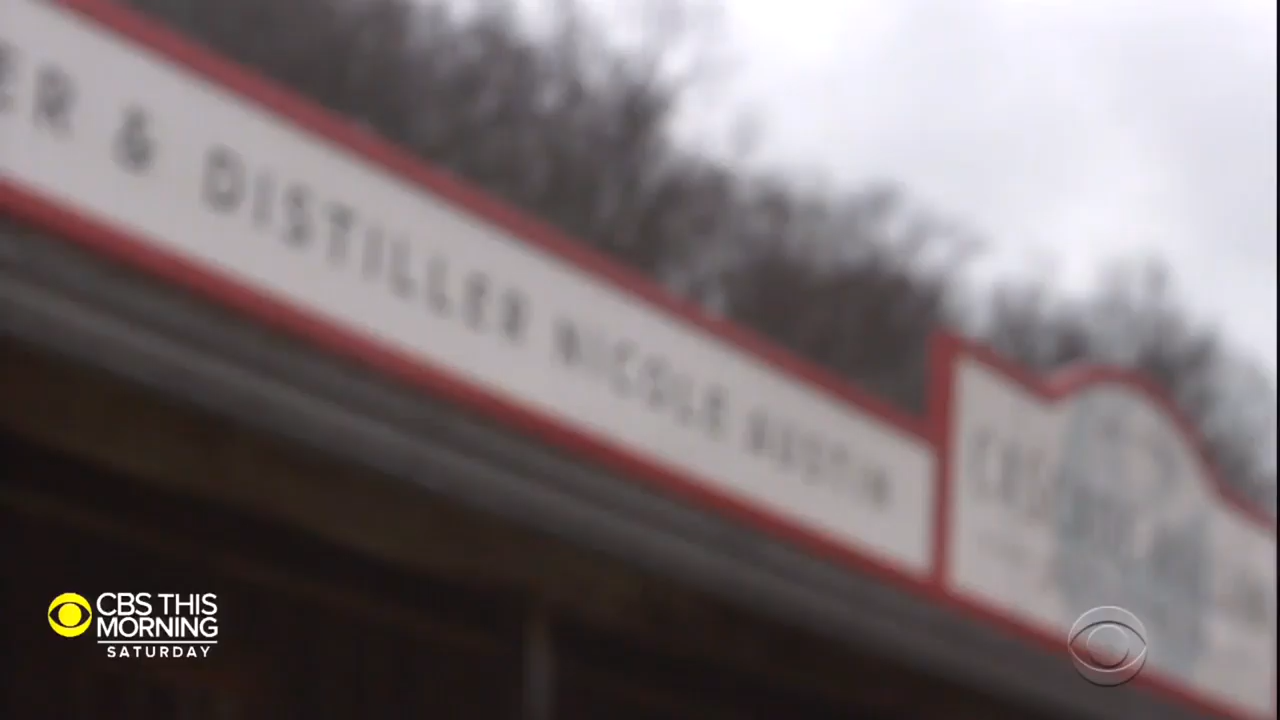 ER & DISTILLER NICOLE AUSTIN
CBS THIS
MORNING
SATURDAY